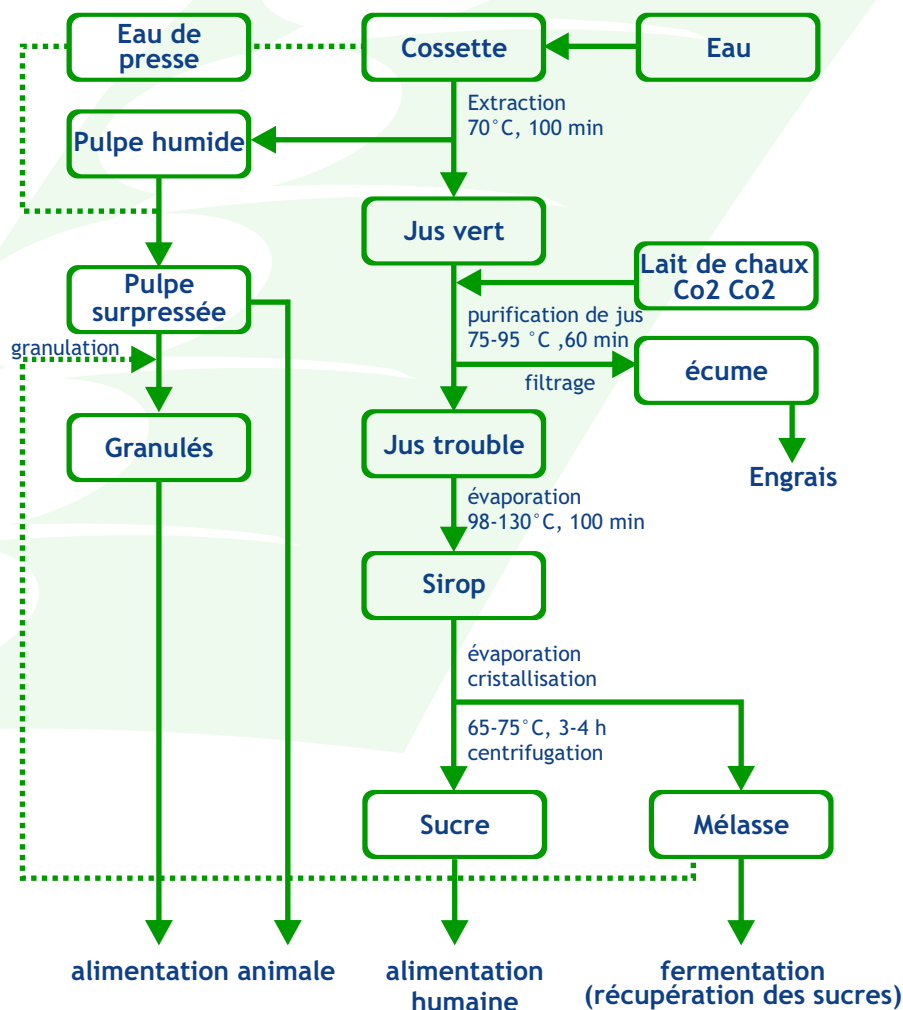 Eau de
presse
Cossette
Eau
Extraction
70°C, 100 min
Pulpe humide
Jus vert
Lait de chaux
Co2 Co2
Pulpe
surpressée
purification de jus
75-95 °C ,60 min
granulation
filtrage
écume
Granulés
Jus trouble
Engrais
évaporation
98-130°C, 100 min
Sirop
évaporation
cristallisation
65-75°C, 3-4 h
centrifugation
Sucre
Mélasse
alimentation animale
alimentation
humaine
fermentation
(récupération des sucres)